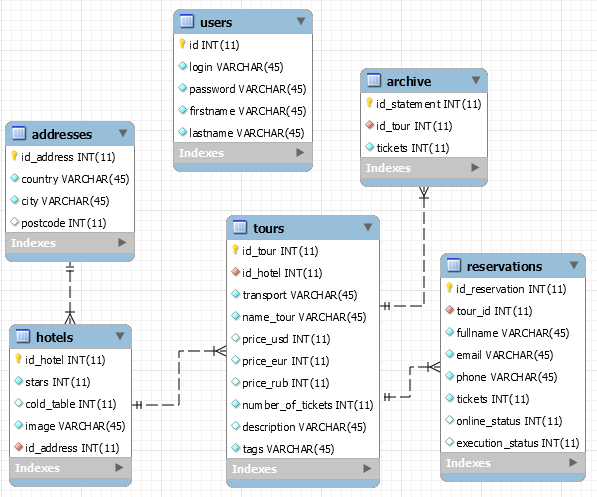 users
id INT(11)
login VARCHAR(45)
password VARCHAR(45)
firstname VARCHAR(45)
lastname VARCHAR(45)
Indexes
archive
id_statement INT(11)
id_tour INT(11)
tickets INT(11)
Indexes
addresses
id_address INT(11)
country VARCHAR(45)
city VARCHAR(45)
postcode INT(11)
Indexes
tours
id_tour INT(11)
id_hotel INT(11)
transport VARCHAR(45)
name_tour VARCHAR(45)
price_usd INT(11)
price_eur INT(11)
price_rub INT(11)
number_of_tickets INT(11)
description VARCHAR(45)
tags VARCHAR(45)
Indexes
reservations
id_reservation INT(11)
tour_id INT(11)
fullname VARCHAR(45)
email VARCHAR(45)
phone VARCHAR(45)
tickets INT(11)
online_status INT(11)
execution_status INT(11)
Indexes
hotels
id_hotel INT(11)
stars INT(11)
cold_table INT(11)
image VARCHAR(45)
id_address INT(11)
Indexes